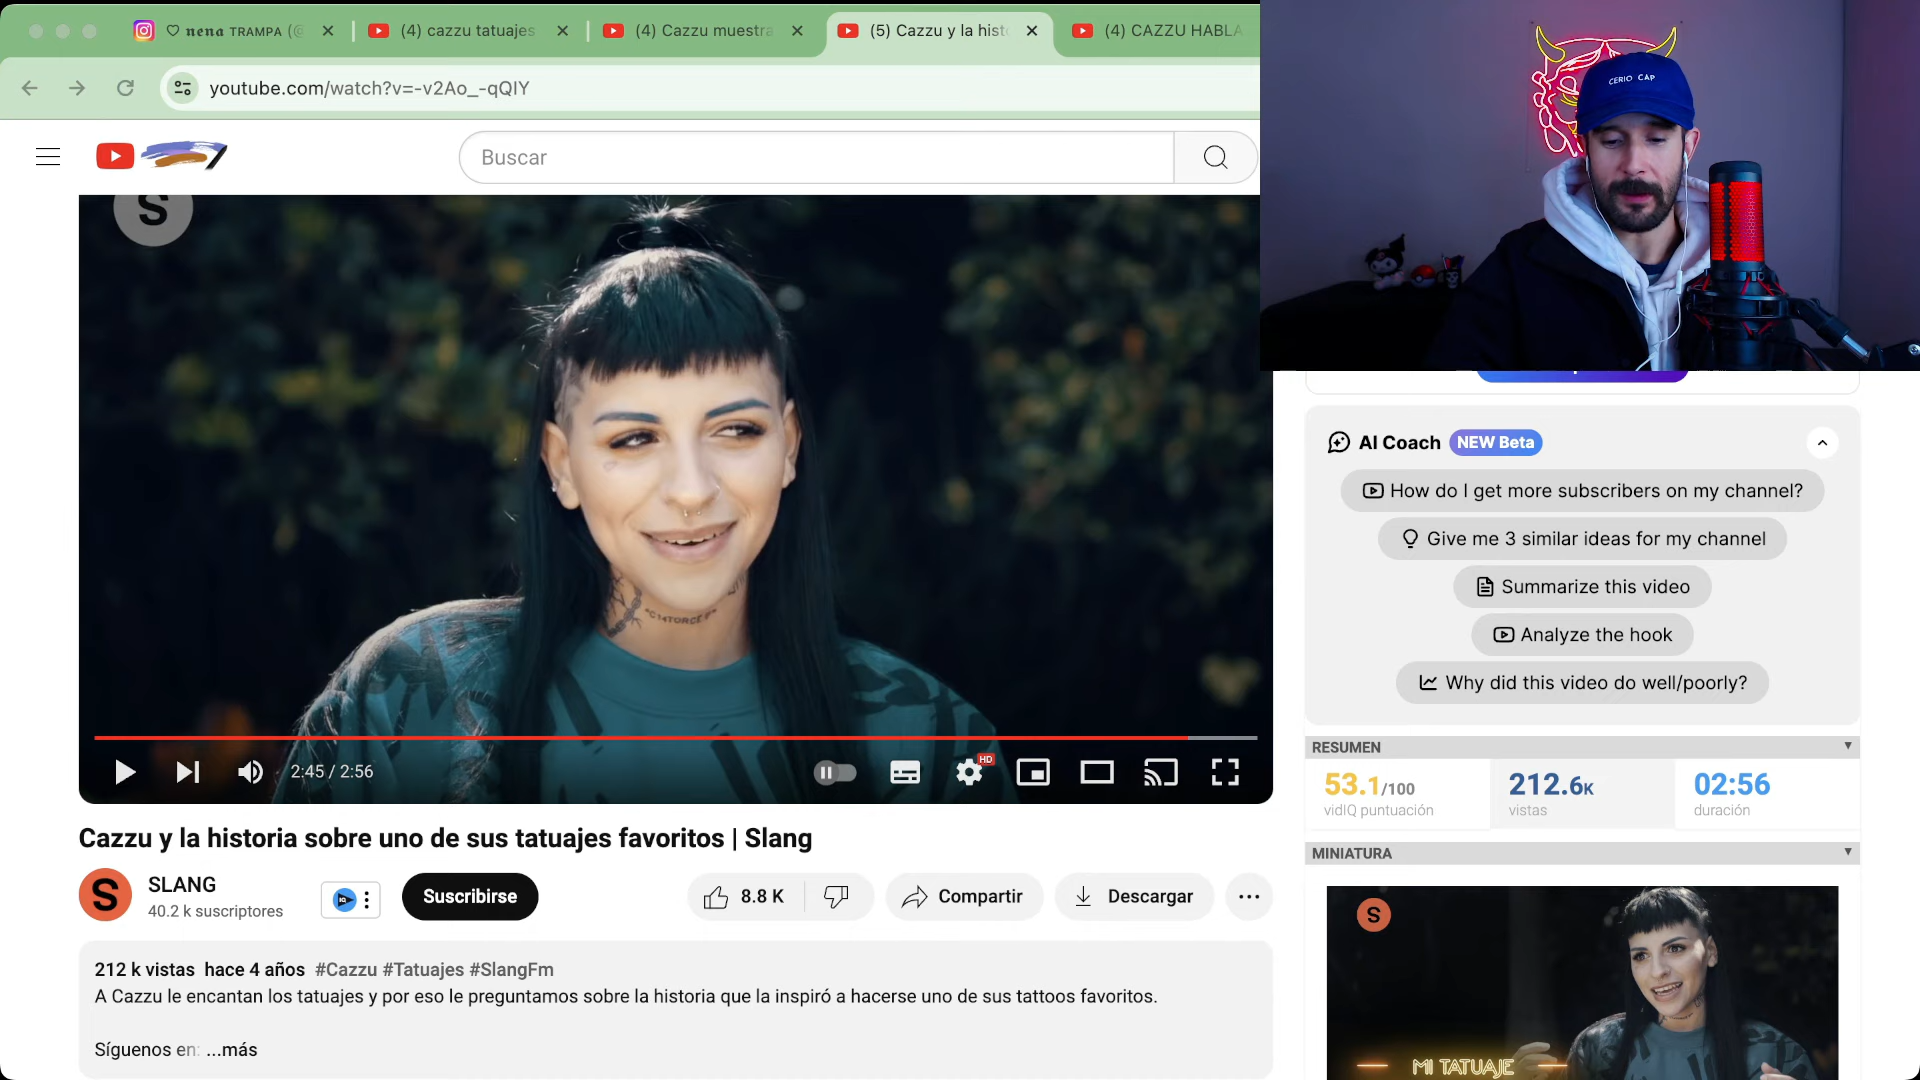 ♡ 𝖓𝖊𝖓𝖆 TRAMPA (@
(4) cazzu tatuajes
(4) Cazzu muestra
(5) Cazzu y la histo
(4) CAZZU HABLA
youtube.com/watch?v=-v2Ao_-qQIY
Buscar
CERIO CAP
S
"C14TORCE"
2:45 / 2:56
HD
Cazzu y la historia sobre uno de sus tatuajes favoritos | Slang
S
SLANG
40.2 k suscriptores
Suscribirse
8.8 K
Compartir
Descargar
212 k vistas hace 4 años #Cazzu #Tatuajes #SlangFm
A Cazzu le encantan los tatuajes y por eso le preguntamos sobre la historia que la inspiró a hacerse uno de sus tattoos favoritos.
Síguenos en: ...más
AI Coach NEW Beta
How do I get more subscribers on my channel?
Give me 3 similar ideas for my channel
Summarize this video
Analyze the hook
Why did this video do well/poorly?
RESUMEN
53.1/100
vidIQ puntuación
212.6K
vistas
02:56
duración
MINIATURA
S
MI TATUAJE